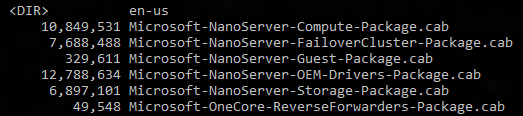 <DIR> en-us
10,849,531 Microsoft-NanoServer-Compute-Package.cab
7,688,488 Microsoft-NanoServer-FailoverCluster-Package.cab
329,611 Microsoft-NanoServer-Guest-Package.cab
12,788,634 Microsoft-NanoServer-OEM-Drivers-Package.cab
6,897,101 Microsoft-NanoServer-Storage-Package.cab
49,548 Microsoft-OneCore-ReverseForwarders-Package.cab